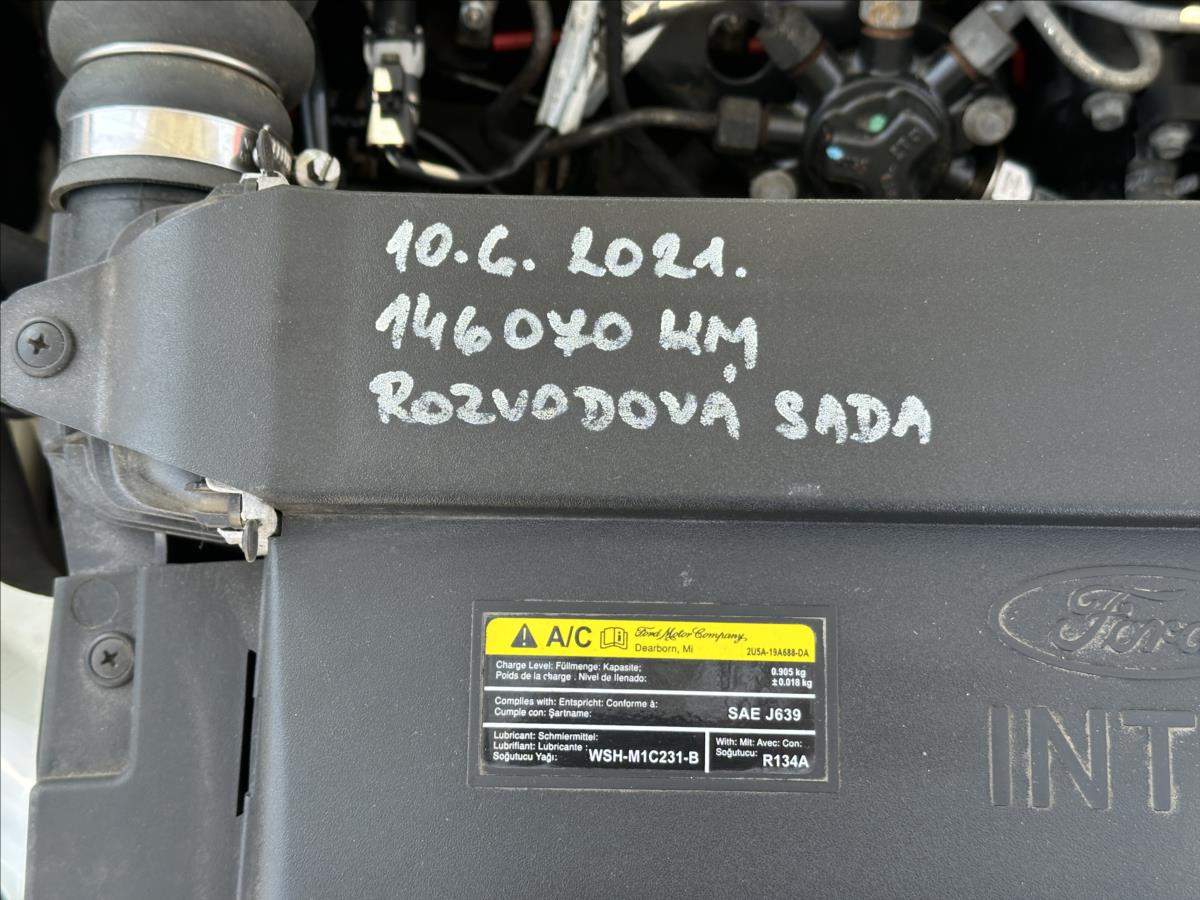 10.6. 2021.
146070 KM
ROZVODOVÁ SADA
A/C Ford Motor Company,
Dearborn, Mi 2U5A-19A688-DA
Charge Level: Füllmenge: Kapasite; 0.905 kg
Poids de la charge . Nivel de llenado: ±0.018 kg
Complies with: Entspricht: Conforme à:
Cumple con: Şartname: SAE J639
Lubricant: Schmiermittel:
Lubrifiant: Lubricante :
Soğutucu Yağı: WSH-M1C231-B
With: Mit: Avec: Con:
Soğutucu: R134A
Ford
INT